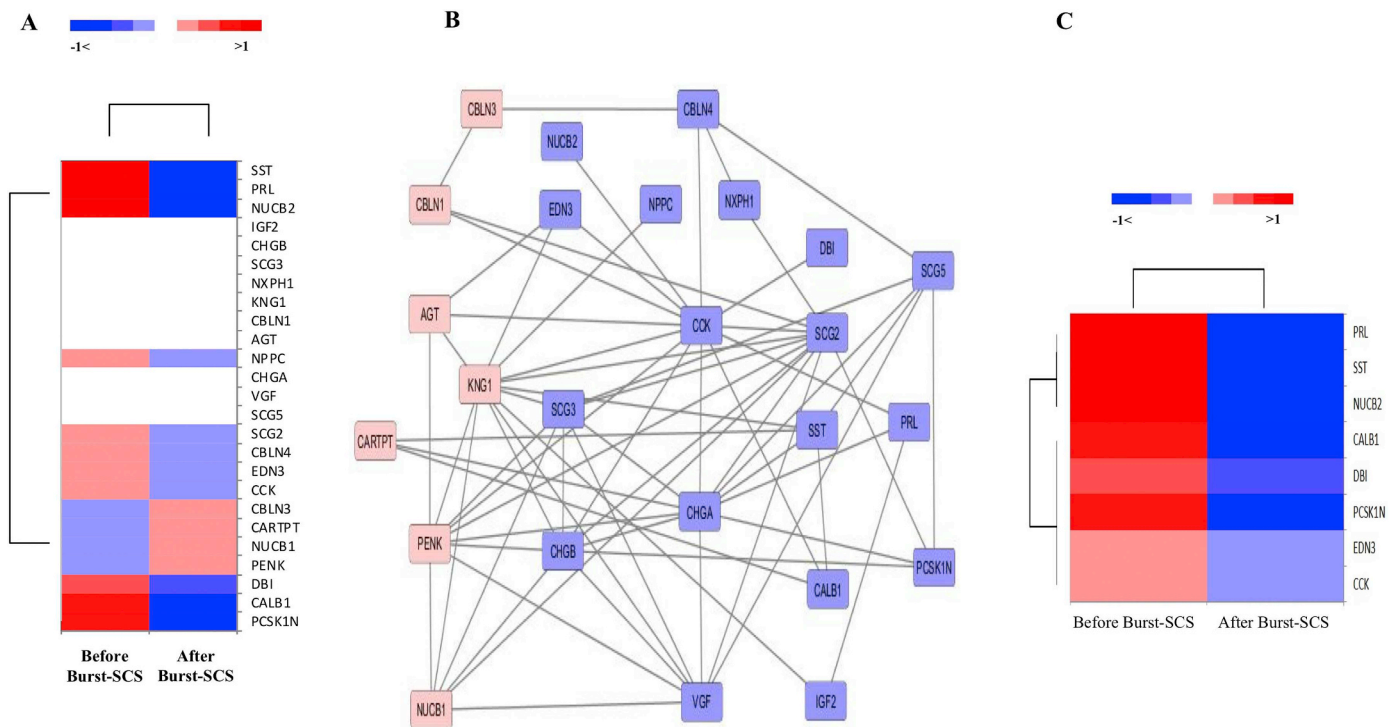 A
-1<
>1
SST
PRL
NUCB2
IGF2
CHGB
SCG3
NXPH1
KNG1
CBLN1
AGT
NPPC
CHGA
VGF
SCG5
SCG2
CBLN4
EDN3
CCK
CBLN3
CARTPT
NUCB1
PENK
DBI
CALB1
PCSK1N
Before
Burst-SCS
After
Burst-SCS
B
CBLN3
CBLN4
NUCB2
CBLN1
EDN3
NPPC
NXPH1
DBI
SCG5
AGT
CCK
SCG2
KNG1
SCG3
CARTPT
SST
PRL
CHGA
PENK
CHGB
PCSK1N
CALB1
NUCB1
VGF
IGF2
C
-1<
>1
PRL
SST
NUCB2
CALB1
DBI
PCSK1N
EDN3
CCK
Before Burst-SCS
After Burst-SCS